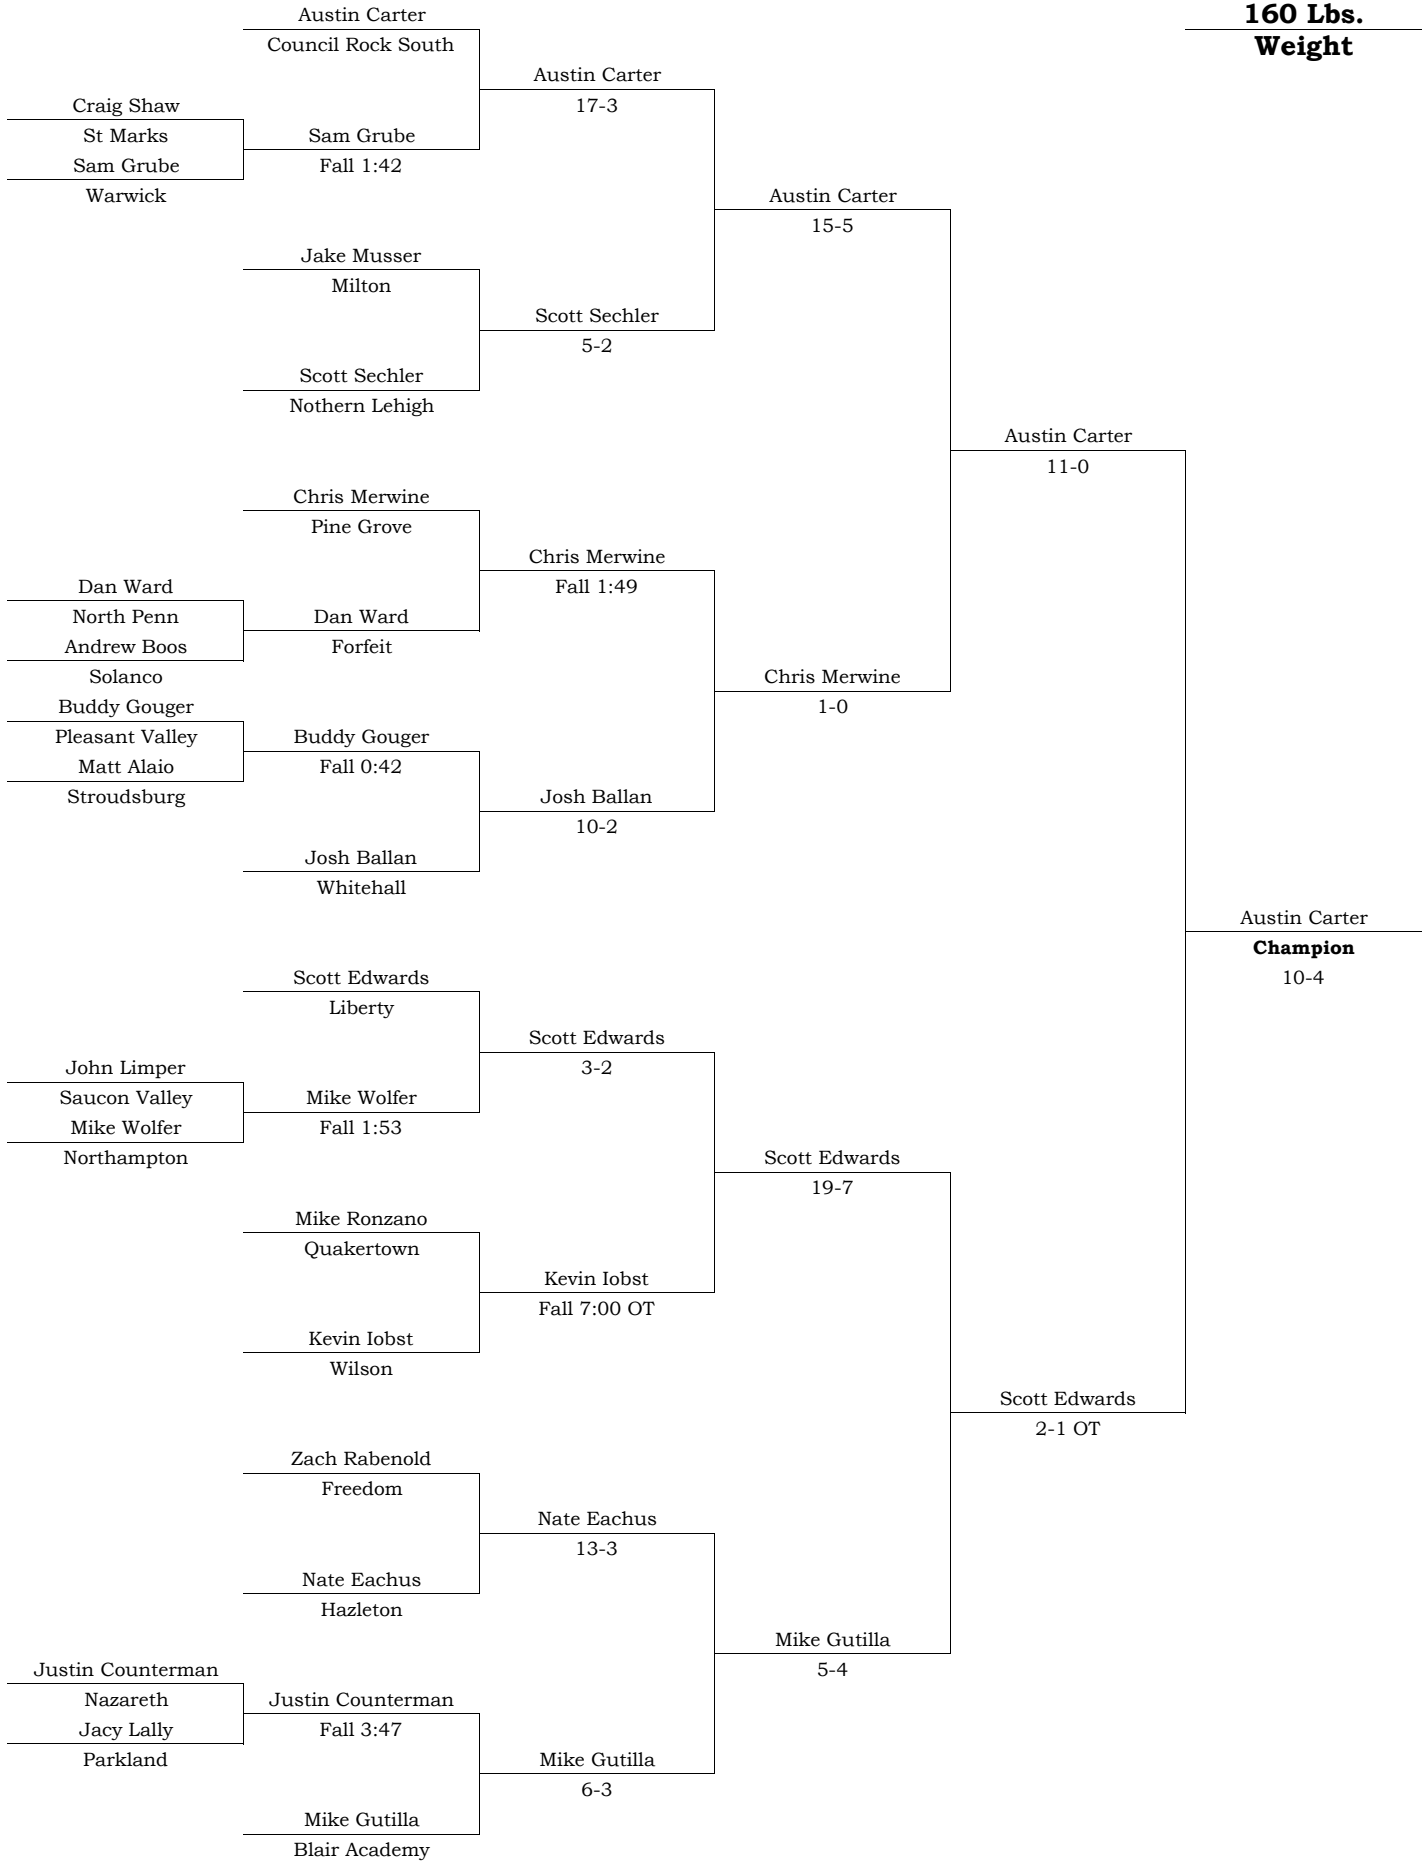 160 Lbs.
Weight
Austin Carter
Council Rock South
Austin Carter
17-3
Craig Shaw
St Marks
Sam Grube
Warwick
Sam Grube
Fall 1:42
Austin Carter
15-5
Jake Musser
Milton
Scott Sechler
5-2
Scott Sechler
Nothern Lehigh
Austin Carter
11-0
Chris Merwine
Pine Grove
Chris Merwine
Fall 1:49
Dan Ward
North Penn
Andrew Boos
Solanco
Dan Ward
Forfeit
Chris Merwine
1-0
Buddy Gouger
Pleasant Valley
Matt Alaio
Stroudsburg
Buddy Gouger
Fall 0:42
Josh Ballan
10-2
Josh Ballan
Whitehall
Austin Carter
Champion
10-4
Scott Edwards
Liberty
Scott Edwards
3-2
John Limper
Saucon Valley
Mike Wolfer
Northampton
Mike Wolfer
Fall 1:53
Scott Edwards
19-7
Mike Ronzano
Quakertown
Kevin Iobst
Fall 7:00 OT
Kevin Iobst
Wilson
Scott Edwards
2-1 OT
Zach Rabenold
Freedom
Nate Eachus
13-3
Nate Eachus
Hazleton
Mike Gutilla
5-4
Justin Counterman
Nazareth
Jacy Lally
Parkland
Justin Counterman
Fall 3:47
Mike Gutilla
6-3
Mike Gutilla
Blair Academy